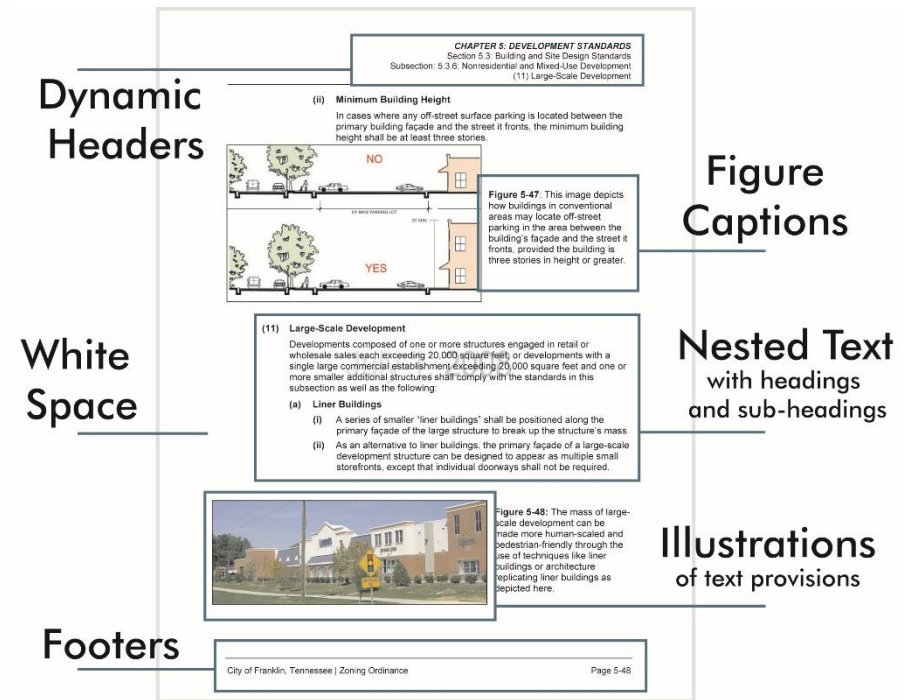 CHAPTER 5: DEVELOPMENT STANDARDS
Section 5.3: Building and Site Design Standards
Subsection: 5.3.6: Nonresidential and Mixed-Use Development
(11) Large-Scale Development
Dynamic
Headers
(ii) Minimum Building Height
In cases where any off-street surface parking is located between the
primary building façade and the street it fronts, the minimum building
height shall be at least three stories.
NO
YES
Figure 5-47: This image depicts
how buildings in conventional
areas may locate off-street
parking in the area between the
building's façade and the street it
fronts, provided the building is
three stories in height or greater.
Figure
Captions
White
Space
(11) Large-Scale Development
Developments composed of one or more structures engaged in retail or
wholesale sales each exceeding 20,000 square feet, or developments with a
single large commercial establishment exceeding 20,000 square feet and one or
more smaller additional structures shall comply with the standards in this
subsection as well as the following:
(a) Liner Buildings
(i) A series of smaller "liner buildings" shall be positioned along the
primary façade of the large structure to break up the structure's mass.
(ii) As an alternative to liner buildings, the primary façade of a large-scale
development structure can be designed to appear as multiple small
storefronts, except that individual doorways shall not be required.
Nested Text
with headings
and sub-headings
Figure 5-48: The mass of large-
scale development can be
made more human-scaled and
pedestrian-friendly through the
use of techniques like liner
buildings or architecture
replicating liner buildings as
depicted here.
Illustrations
of text provisions
Footers
City of Franklin, Tennessee | Zoning Ordinance Page 5-48